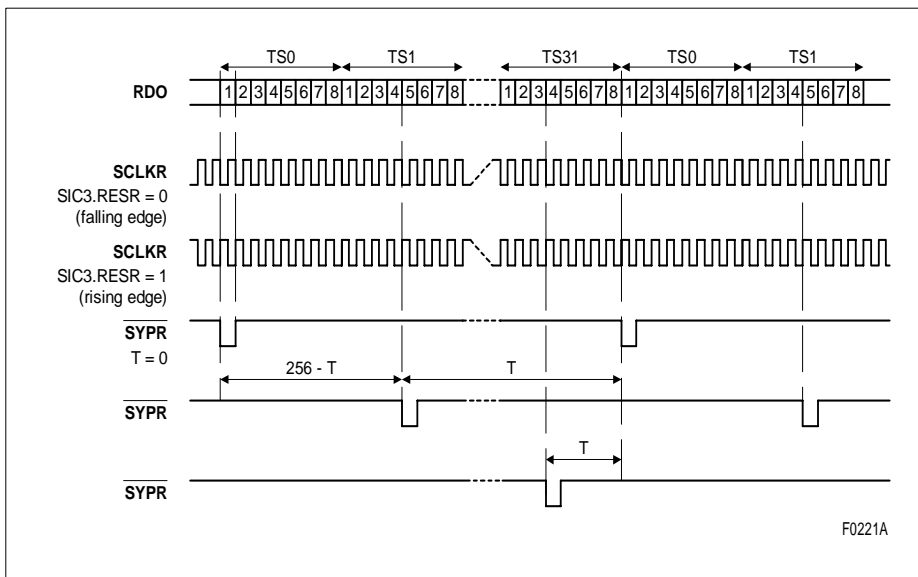 TS0 TS1 TS31 TS0 TS1
RDO 1 2 3 4 5 6 7 8 1 2 3 4 5 6 7 8 1 2 3 4 5 6 7 8 1 2 3 4 5 6 7 8 1 2 3 4 5 6 7 8
SCLKR
SIC3.RESR = 0
(falling edge)
SCLKR
SIC3.RESR = 1
(rising edge)
SYPR
T = 0
256 - T T
SYPR
T
SYPR
F0221A